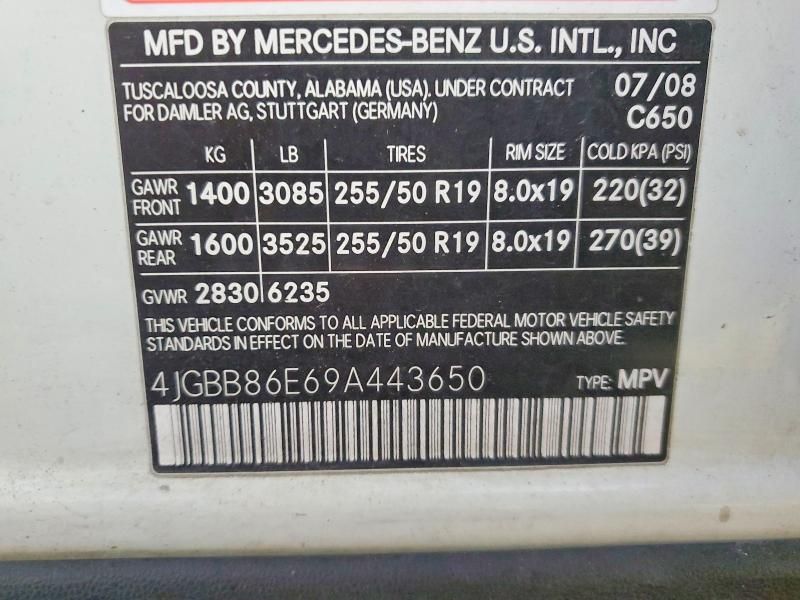 MFD BY MERCEDES-BENZ U.S. INTL., INC
TUSCALOOSA COUNTY, ALABAMA (USA). UNDER CONTRACT 07/08
FOR DAIMLER AG, STUTTGART (GERMANY) C650
KG LB TIRES RIM SIZE COLD KPA (PSI)
GAWR FRONT 1400 3085 255/50 R19 8.0x19 220(32)
GAWR REAR 1600 3525 255/50 R19 8.0x19 270(39)
GVWR 2830 6235
THIS VEHICLE CONFORMS TO ALL APPLICABLE FEDERAL MOTOR VEHICLE SAFETY
STANDARDS IN EFFECT ON THE DATE OF MANUFACTURE SHOWN ABOVE.
4JGBB86E69A443650 TYPE: MPV